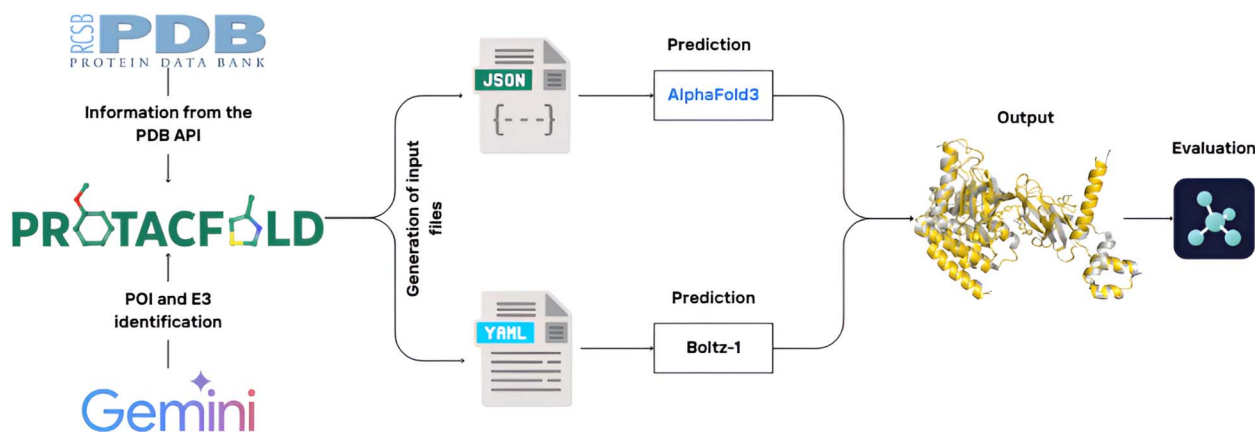 RCSB
PDB
PROTEIN DATA BANK
Information from the
PDB API
PROTACFOLD
POI and E3
identification
Gemini
Generation of input
files
JSON
{---}
Prediction
AlphaFold3
YAML
Prediction
Boltz-1
Output
Evaluation